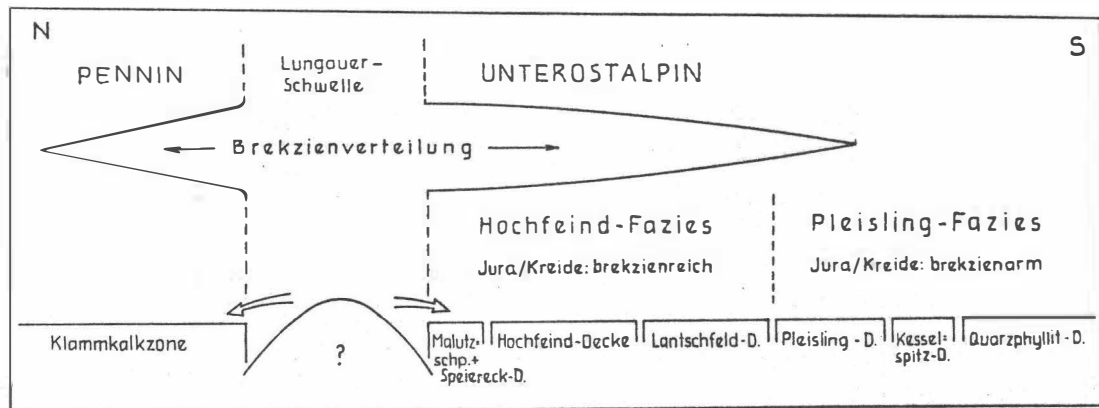 N
S
PENNIN
Lungauer-
Schwelle
UNTEROSTALPIN
Brekzienverteilung
Hochfeind-Fazies
Pleisling-Fazies
Jura/Kreide: brekzienreich
Jura/Kreide: brekzienarm
Klammkalkzone
?
Malutz-
schp.+
Speiereck-D.
Hochfeind-Decke
Lantschfeld-D.
Pleisling-D.
Kessel-
spitz-D.
Quarzphyllit-D.